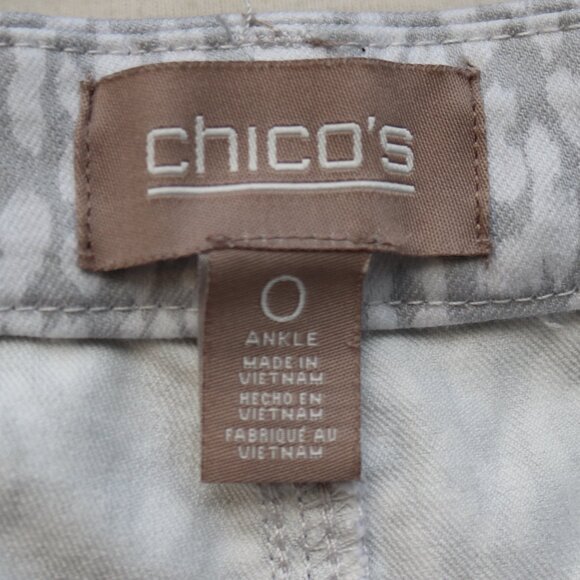 chico's
0
ANKLE
MADE IN
VIETNAM
HECHO EN
VIETNAM
FABRIQUÉ AU
VIETNAM